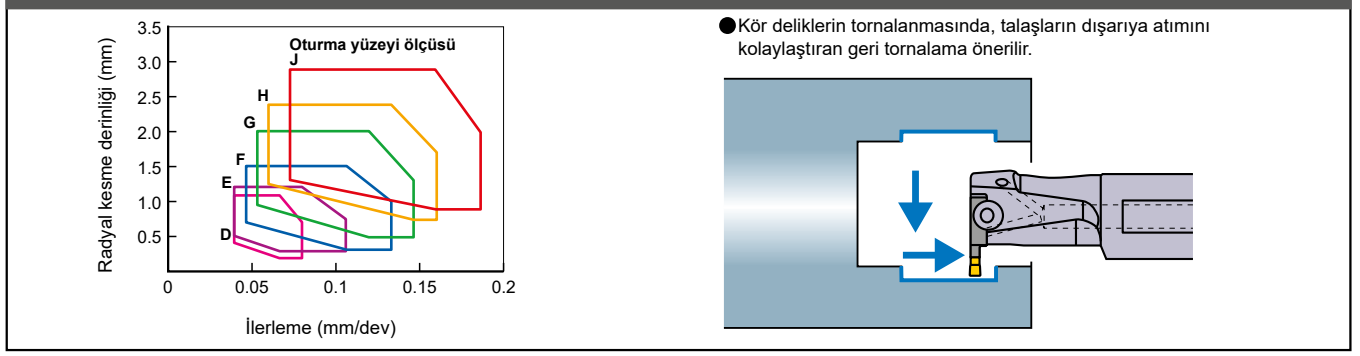 3.5
3.0
2.5
2.0
1.5
1.0
0.5
0
0.05
0.1
0.15
0.2
Radyal kesme derinliği (mm)
İlerleme (mm/dev)
Oturma yüzeyi ölçüsü
J
H
G
F
E
D
●Kör deliklerin tornalanmasında, talaşların dışarıya atımını
kolaylaştıran geri tornalama önerilir.